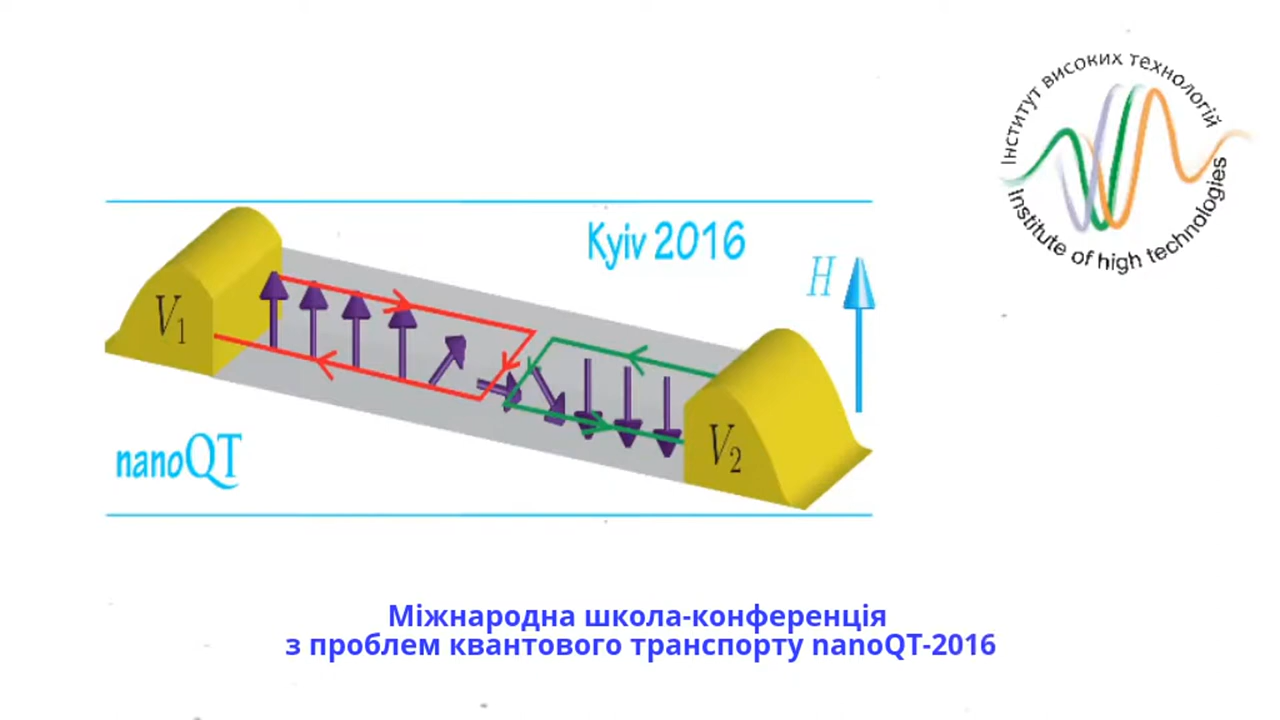 Інститут високих технологій
Institute of high technologies
Kyiv 2016
H
V1
V2
nanoQT
Міжнародна школа-конференція
з проблем квантового транспорту nanoQT-2016